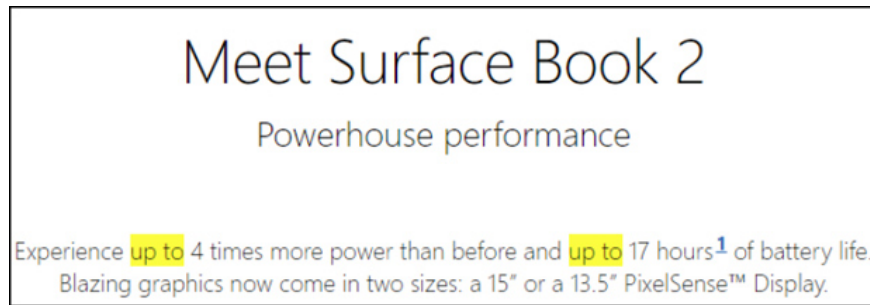 Meet Surface Book 2
Powerhouse performance
Experience up to 4 times more power than before and up to 17 hours¹ of battery life.
Blazing graphics now come in two sizes: a 15” or a 13.5” PixelSense™ Display.